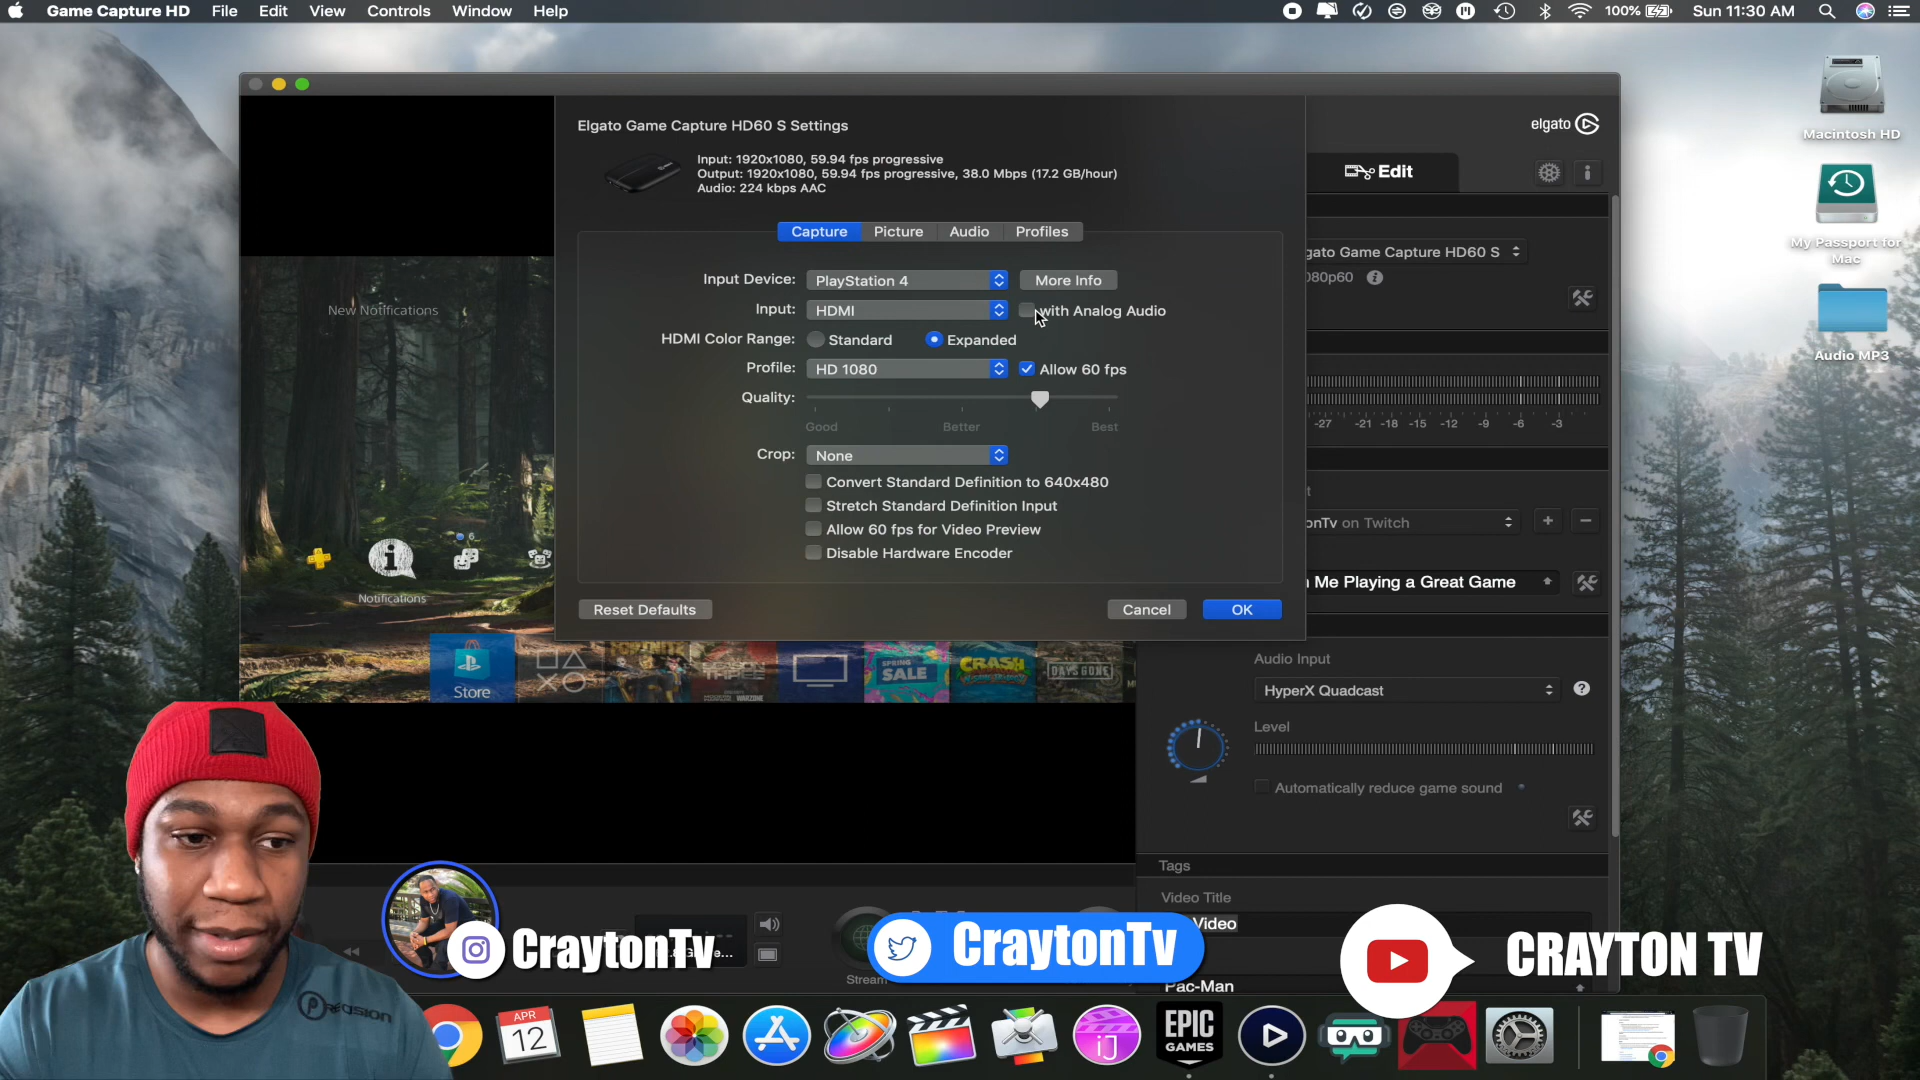 Game Capture HD File Edit View Controls Window Help
100% Sun 11:30 AM
Elgato Game Capture HD60 S Settings
Input: 1920x1080, 59.94 fps progressive
Output: 1920x1080, 59.94 fps progressive, 38.0 Mbps (17.2 GB/hour)
Audio: 224 kbps AAC
Capture Picture Audio Profiles
Input Device: PlayStation 4 More Info
Input: HDMI with Analog Audio
HDMI Color Range: Standard Expanded
Profile: HD 1080 Allow 60 fps
Quality:
Good Better Best
Crop: None
Convert Standard Definition to 640x480
Stretch Standard Definition Input
Allow 60 fps for Video Preview
Disable Hardware Encoder
Reset Defaults Cancel OK
elgato
Edit
gato Game Capture HD60 S
080p60
-27 -21 -18 -15 -12 -9 -6 -3
onTv on Twitch
Me Playing a Great Game
Audio Input
HyperX Quadcast
Level
Automatically reduce game sound
Tags
Video Title
Video
Pac-Man
Macintosh HD
My Passport for
Mac
Audio MP3
New Notifications
6
Notifications
Store
FORTNITE
WARZONE
SPRING
SALE
CRASH
DAYS GONE
Stream
CraytonTv
CraytonTv
CRAYTON TV
Precision
APR
12
iJ
EPIC
GAMES